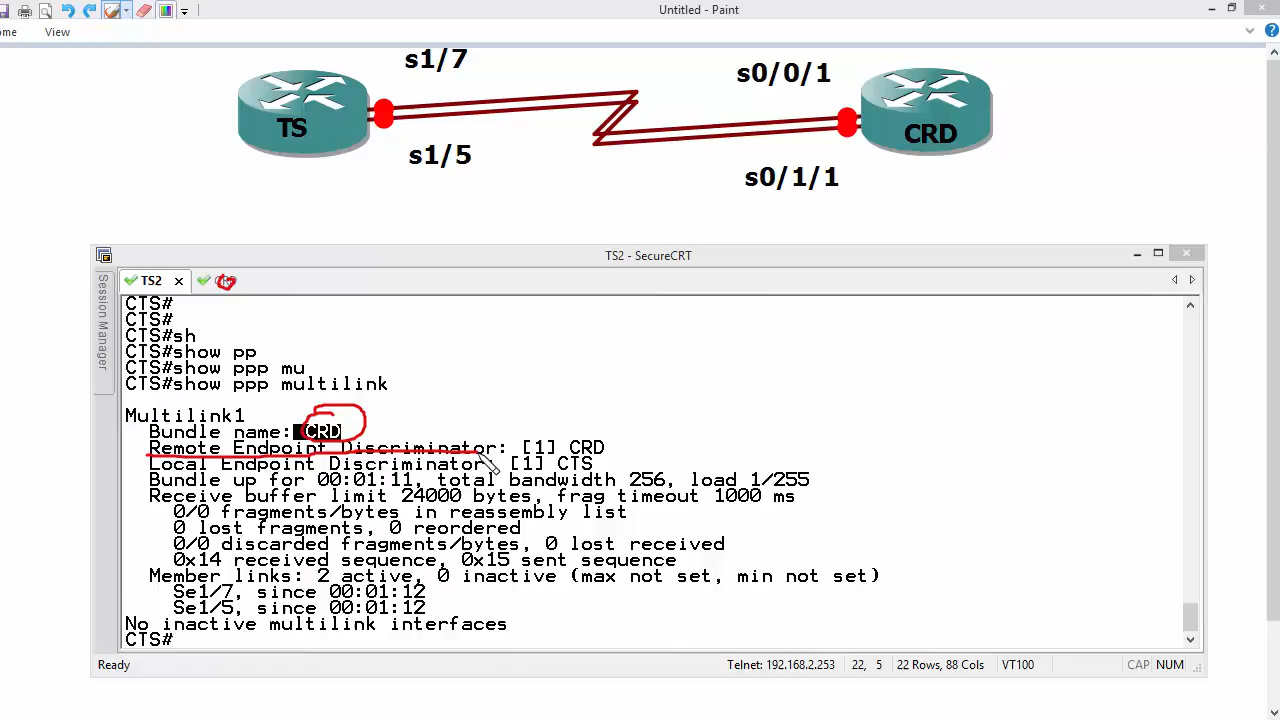 Untitled - Paint
ome View
s1/7
s0/0/1
TS
CRD
s1/5
s0/1/1
TS2 - SecureCRT
TS2
Session Manager
CTS#
CTS#
CTS#sh
CTS#show pp
CTS#show ppp mu
CTS#show ppp multilink
Multilink1
Bundle name: CRD
Remote Endpoint Discriminator: [1] CRD
Local Endpoint Discriminator: [1] CTS
Bundle up for 00:01:11, total bandwidth 256, load 1/255
Receive buffer limit 24000 bytes, frag timeout 1000 ms
0/0 fragments/bytes in reassembly list
0 lost fragments, 0 reordered
0/0 discarded fragments/bytes, 0 lost received
0x14 received sequence, 0x15 sent sequence
Member links: 2 active, 0 inactive (max not set, min not set)
Se1/7, since 00:01:12
Se1/5, since 00:01:12
No inactive multilink interfaces
CTS#
Ready Telnet: 192.168.2.253 22, 5 22 Rows, 88 Cols VT100 CAP NUM